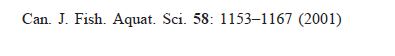 Can. J. Fish. Aquat. Sci. 58: 1153–1167 (2001)